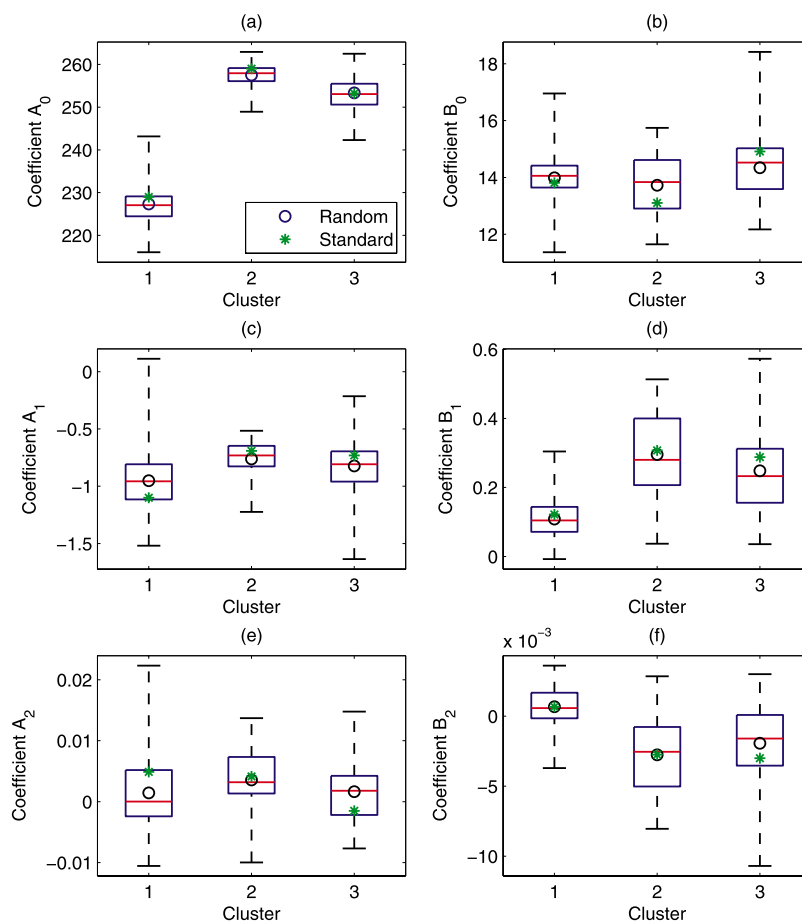 (a)
260
250
240
230
220
Coefficient A0
Random
Standard
1 2 3
Cluster
(b)
18
16
14
12
Coefficient B0
1 2 3
Cluster
(c)
0
−0.5
−1
−1.5
Coefficient A1
1 2 3
Cluster
(d)
0.6
0.4
0.2
0
Coefficient B1
1 2 3
Cluster
(e)
0.02
0.01
0
−0.01
Coefficient A2
1 2 3
Cluster
(f)
x 10−3
0
−5
−10
Coefficient B2
1 2 3
Cluster